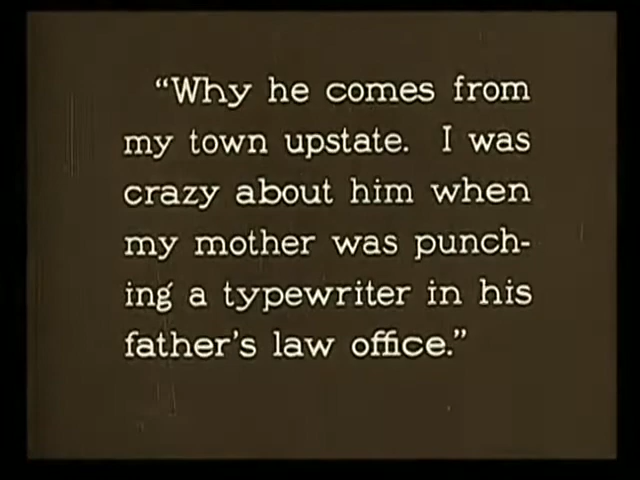 “Why he comes from
my town upstate. I was
crazy about him when
my mother was punch-
ing a typewriter in his
father’s law office.”